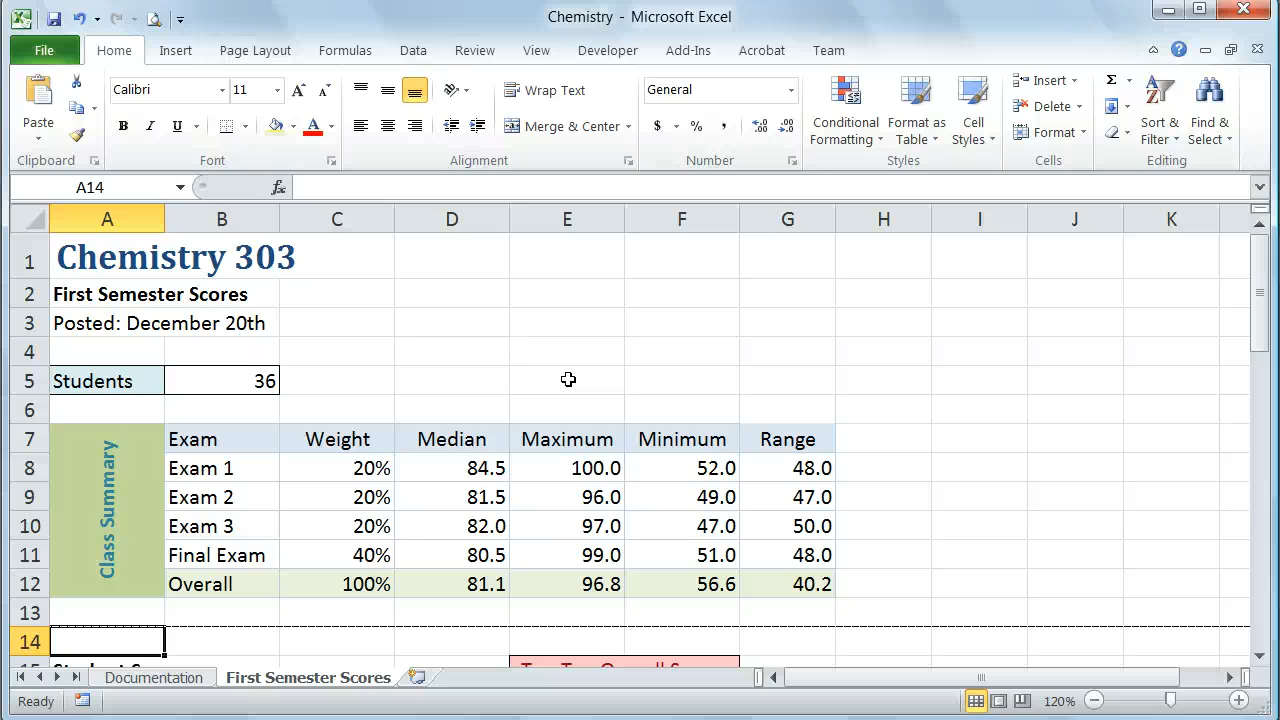 Chemistry - Microsoft Excel
File Home Insert Page Layout Formulas Data Review View Developer Add-Ins Acrobat Team
Paste
Clipboard
Calibri 11
B I U A
Font
Wrap Text
Merge & Center
Alignment
General
$ % ,
Number
Conditional Formatting
Format as Table
Cell Styles
Styles
Insert
Delete
Format
Cells
Σ
Sort & Filter
Find & Select
Editing
A14 fx
A B C D E F G H I J K
1 Chemistry 303
2 First Semester Scores
3 Posted: December 20th
4
5 Students 36
6
Class Summary
7 Exam Weight Median Maximum Minimum Range
8 Exam 1 20% 84.5 100.0 52.0 48.0
9 Exam 2 20% 81.5 96.0 49.0 47.0
10 Exam 3 20% 82.0 97.0 47.0 50.0
11 Final Exam 40% 80.5 99.0 51.0 48.0
12 Overall 100% 81.1 96.8 56.6 40.2
13
14
Documentation First Semester Scores
Ready 120%